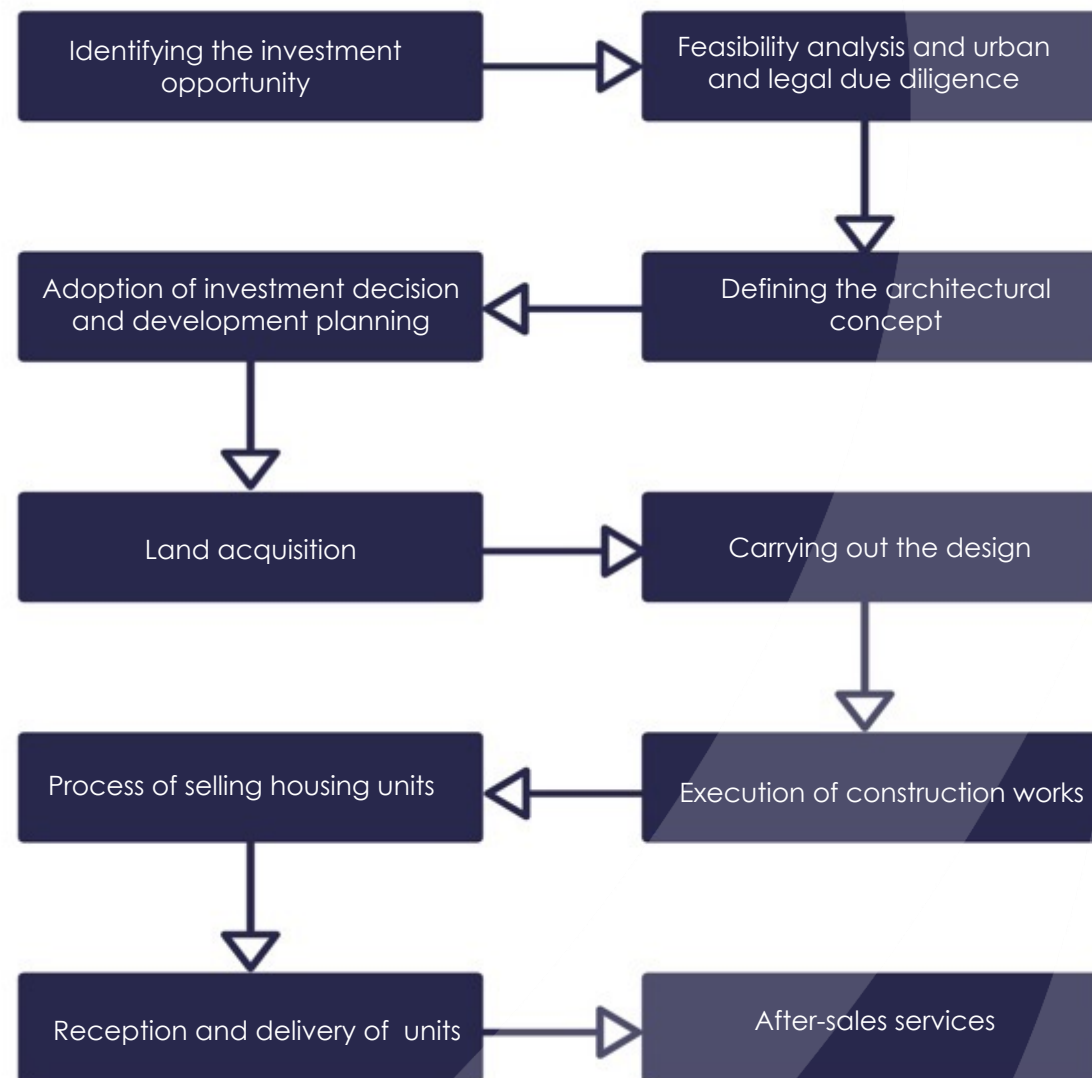 Identifying the investment
opportunity
Feasibility analysis and urban
and legal due diligence
Defining the architectural
concept
Adoption of investment decision
and development planning
Land acquisition
Carrying out the design
Execution of construction works
Process of selling housing units
Reception and delivery of  units
After-sales services